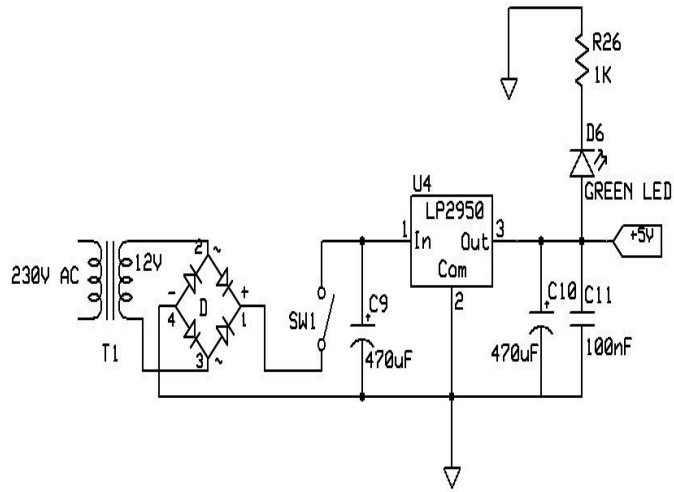 R26
1K
D6
GREEN LED
U4
LP2950
1
In
Out
3
Com
2
+5V
230V AC
T1
12V
2
~
-
4
D
+
1
3
~
SW1
+
C9
470uF
+
C10
470uF
C11
100nF